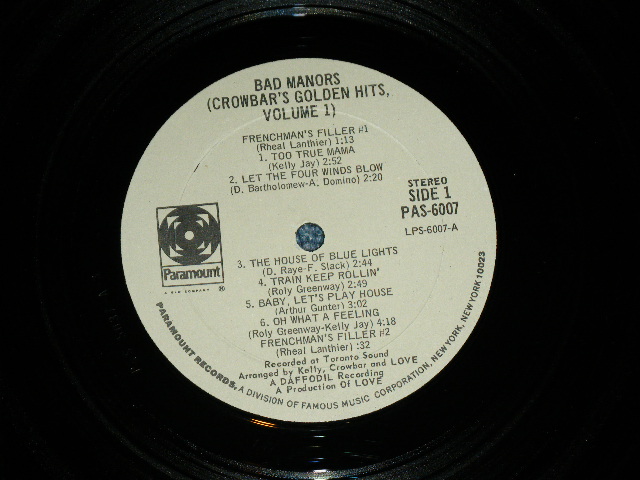 BAD MANORS
(CROWBAR'S GOLDEN HITS,
VOLUME 1)
FRENCHMAN'S FILLER #1
(Rheal Lanthier) 1:13
1. TOO TRUE MAMA
(Kelly Jay) 2:52
2. LET THE FOUR WINDS BLOW
(D. Bartholomew-A. Domino) 2:20
STEREO
SIDE 1
PAS-6007
LPS-6007-A
Paramount
A G+W COMPANY ®
3. THE HOUSE OF BLUE LIGHTS
(D. Raye-F. Slack) 2:44
4. TRAIN KEEP ROLLIN'
(Roly Greenway) 2:49
5. BABY, LET'S PLAY HOUSE
(Arthur Gunter) 3:02
6. OH WHAT A FEELING
(Roly Greenway-Kelly Jay) 4:18
FRENCHMAN'S FILLER #2
(Rheal Lanthier) :32
Recorded at Toronto Sound
Arranged by Kelly, Crowbar and LOVE
A DAFFODIL Recording
A Production Of LOVE
PARAMOUNT RECORDS, A DIVISION OF FAMOUS MUSIC CORPORATION, NEW YORK, NEW YORK 10023